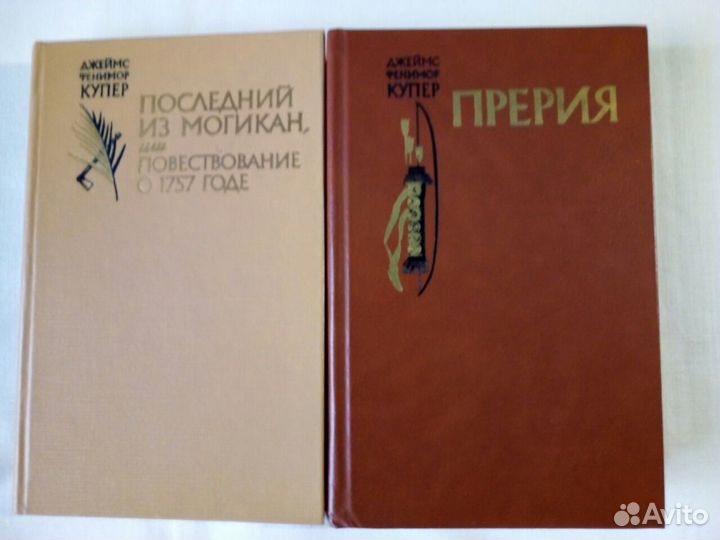 ДЖЕЙМС
ФЕНИМОР
КУПЕР
ПОСЛЕДНИЙ
ИЗ МОГИКАН,
или
ПОВЕСТВОВАНИЕ
О 1757 ГОДЕ
ДЖЕЙМС
ФЕНИМОР
КУПЕР
ПРЕРИЯ
Avito